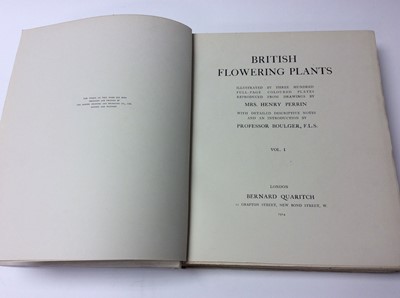 BRITISH
FLOWERING PLANTS
ILLUSTRATED BY THREE HUNDRED
FULL-PAGE COLOURED PLATES
REPRODUCED FROM DRAWINGS BY
MRS. HENRY PERRIN
WITH DETAILED DESCRIPTIVE NOTES
AND AN INTRODUCTION BY
PROFESSOR BOULGER, F.L.S.
VOL. I
LONDON
BERNARD QUARITCH
11 GRAFTON STREET, NEW BOND STREET, W.
1914